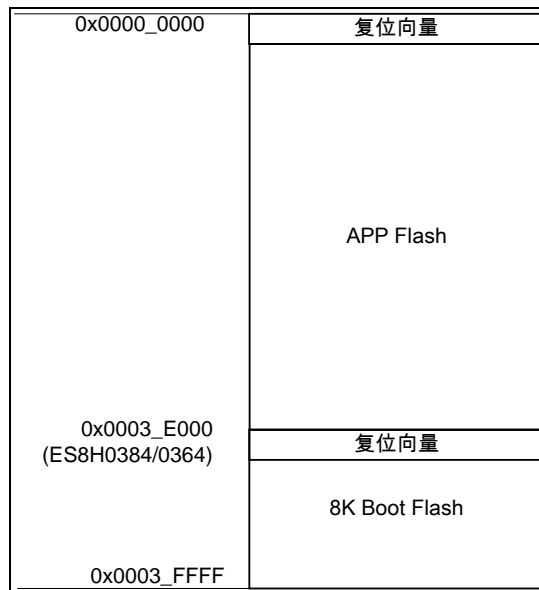 0x0000_0000
复位向量
APP Flash
0x0003_E000
(ES8H0384/0364)
复位向量
8K Boot Flash
0x0003_FFFF